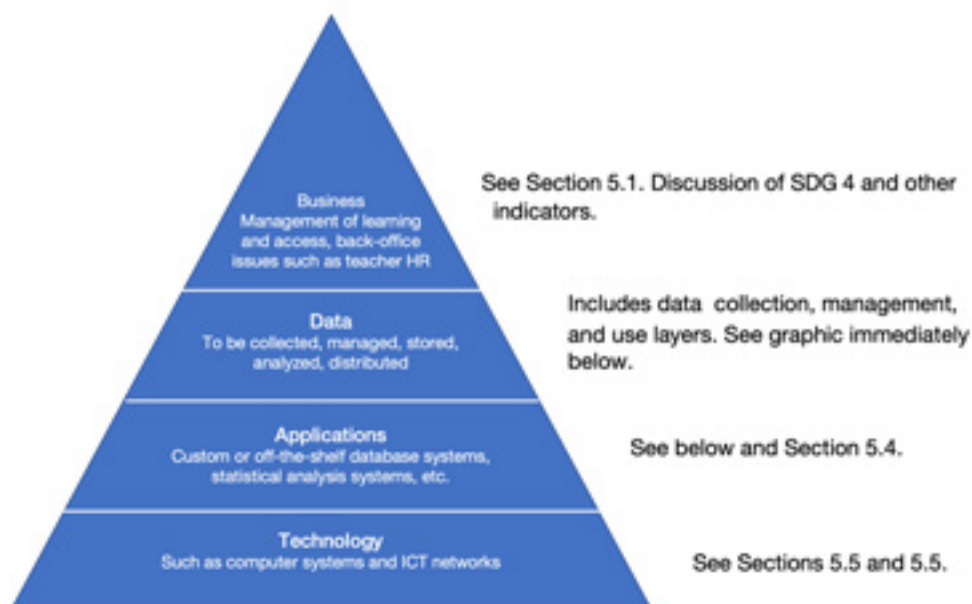 Business
Management of learning
and access, back-office
issues such as teacher HR
See Section 5.1. Discussion of SDG 4 and other
indicators.
Data
To be collected, managed, stored,
analyzed, distributed
Includes data collection, management,
and use layers. See graphic immediately
below.
Applications
Custom or off-the-shelf database systems,
statistical analysis systems, etc.
See below and Section 5.4.
Technology
Such as computer systems and ICT networks
See Sections 5.5 and 5.5.